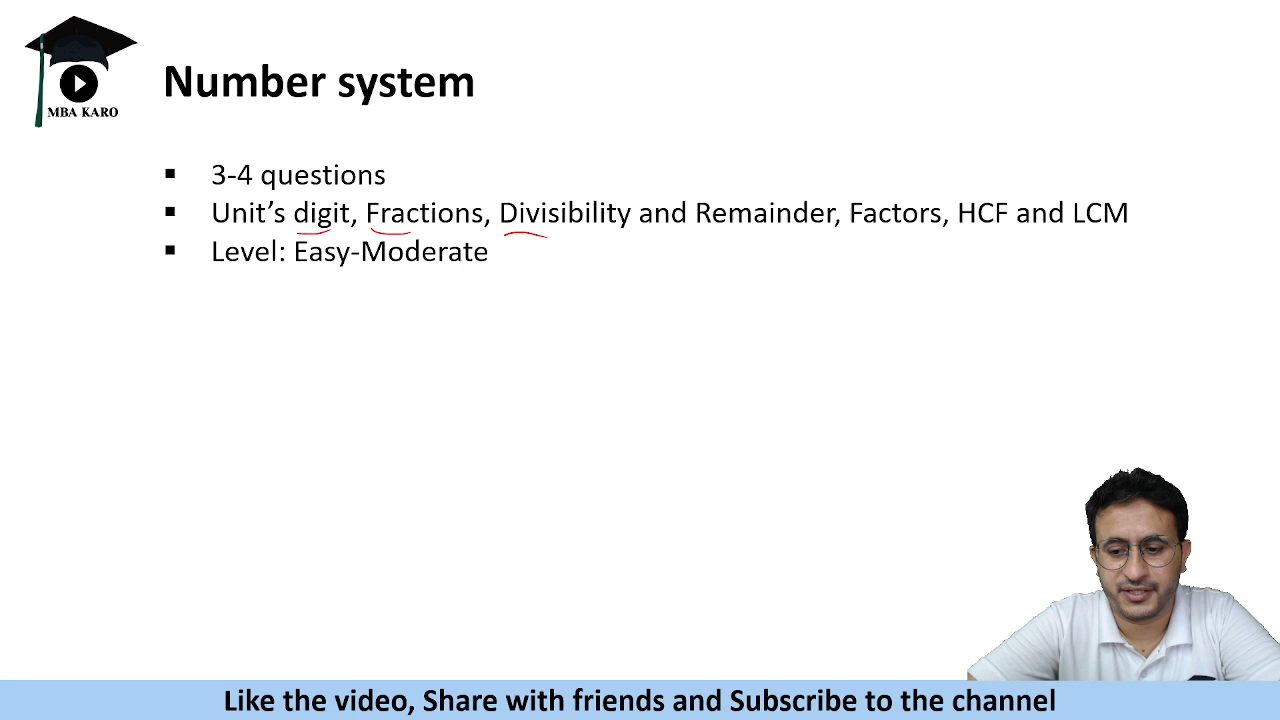 MBA KARO
Number system
▪ 3-4 questions
▪ Unit’s digit, Fractions, Divisibility and Remainder, Factors, HCF and LCM
▪ Level: Easy-Moderate
Like the video, Share with friends and Subscribe to the channel